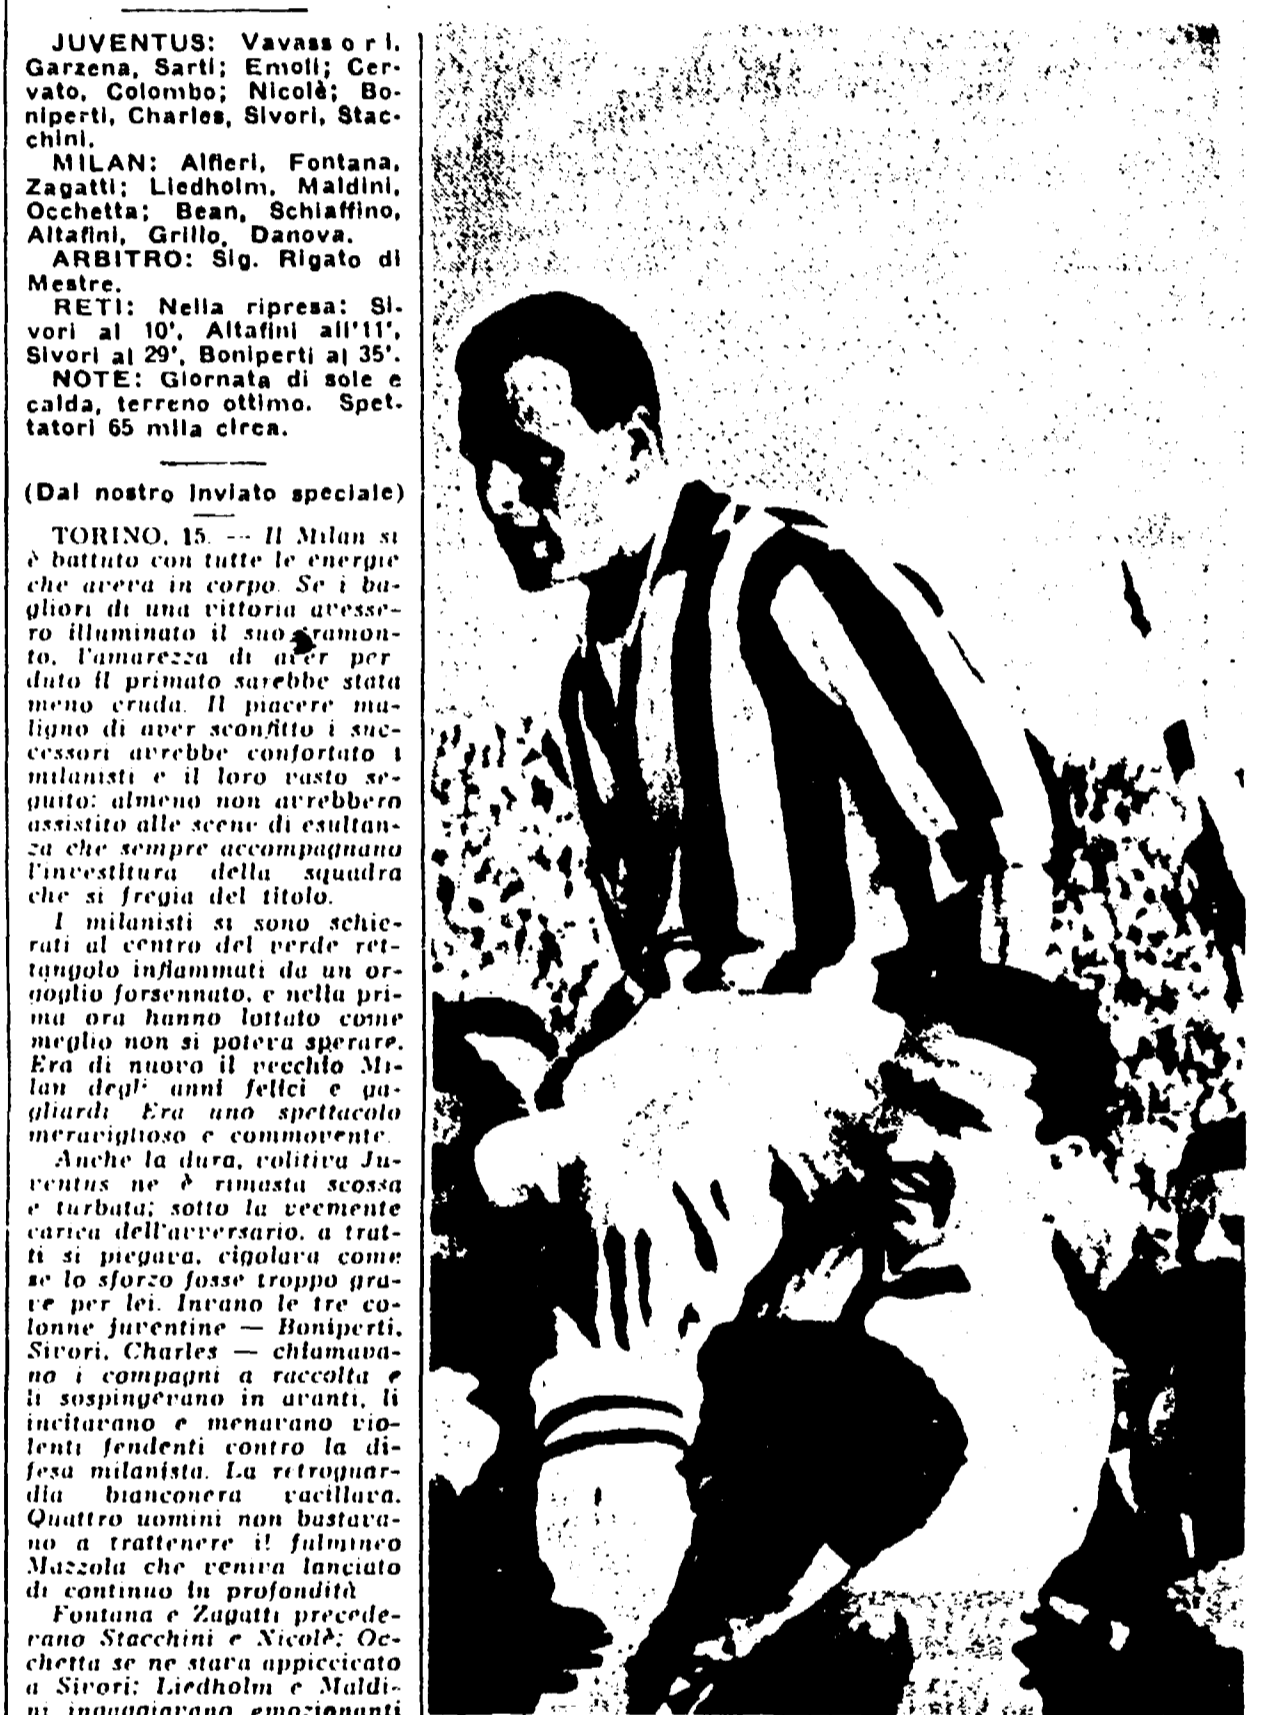 JUVENTUS: Vavassori,
Garzena, Sarti; Emoli; Cer-
vato, Colombo; Nicolè; Bo-
niperti, Charles, Sivori, Stac-
chini.
MILAN: Alfieri, Fontana,
Zagatti; Liedholm, Maldini,
Occhetta; Bean, Schiaffino,
Altafini, Grillo, Danova.
ARBITRO: Sig. Rigato di
Mestre.
RETI: Nella ripresa: Si-
vori al 10', Altafini all'11',
Sivori al 29', Boniperti al 35'.
NOTE: Giornata di sole e
calda, terreno ottimo. Spet-
tatori 65 mila circa.
(Dal nostro inviato speciale)
TORINO, 15. -- Il Milan si
è battuto con tutte le energie
che aveva in corpo. Se i ba-
gliori di una vittoria avesse-
ro illuminato il suo tramon-
to, l'amarezza di aver per
duto il primato sarebbe stata
meno cruda. Il piacere ma-
ligno di aver sconfitto i suc-
cessori avrebbe confortato i
milanisti e il loro vasto se-
guito: almeno non avrebbero
assistito alle scene di esultan-
za che sempre accompagnano
l'investitura della squadra
che si fregia del titolo.
I milanisti si sono schie-
rati al centro del verde ret-
tangolo infiammati da un or-
goglio forsennato, e nella pri-
ma ora hanno lottato come
meglio non si poteva sperare.
Era di nuovo il vecchio Mi-
lan degli anni felici e ga-
gliardi Era uno spettacolo
meraviglioso e commovente.
Anche la dura, volitiva Ju-
ventus ne è rimasta scossa
e turbata; sotto la veemente
carica dell'avversario, a trat-
ti si piegava, cigolava come
se lo sforzo fosse troppo gra-
ve per lei. Invano le tre co-
lonne juventine — Boniperti,
Sivori, Charles — chiamava-
no i compagni a raccolta e
li sospingevano in avanti, li
incitavano e menavano vio-
lenti fendenti contro la di-
fesa milanista. La retroguar-
dia bianconera vacillava.
Quattro uomini non bastava-
no a trattenere il fulmineo
Mazzola che veniva lanciato
di continuo in profondità
Fontana e Zagatti precede-
vano Stacchini e Nicolè; Oc-
chetta se ne stava appiccicato
a Sivori; Liedholm e Maldi-
ni ingaggiavano emozionanti